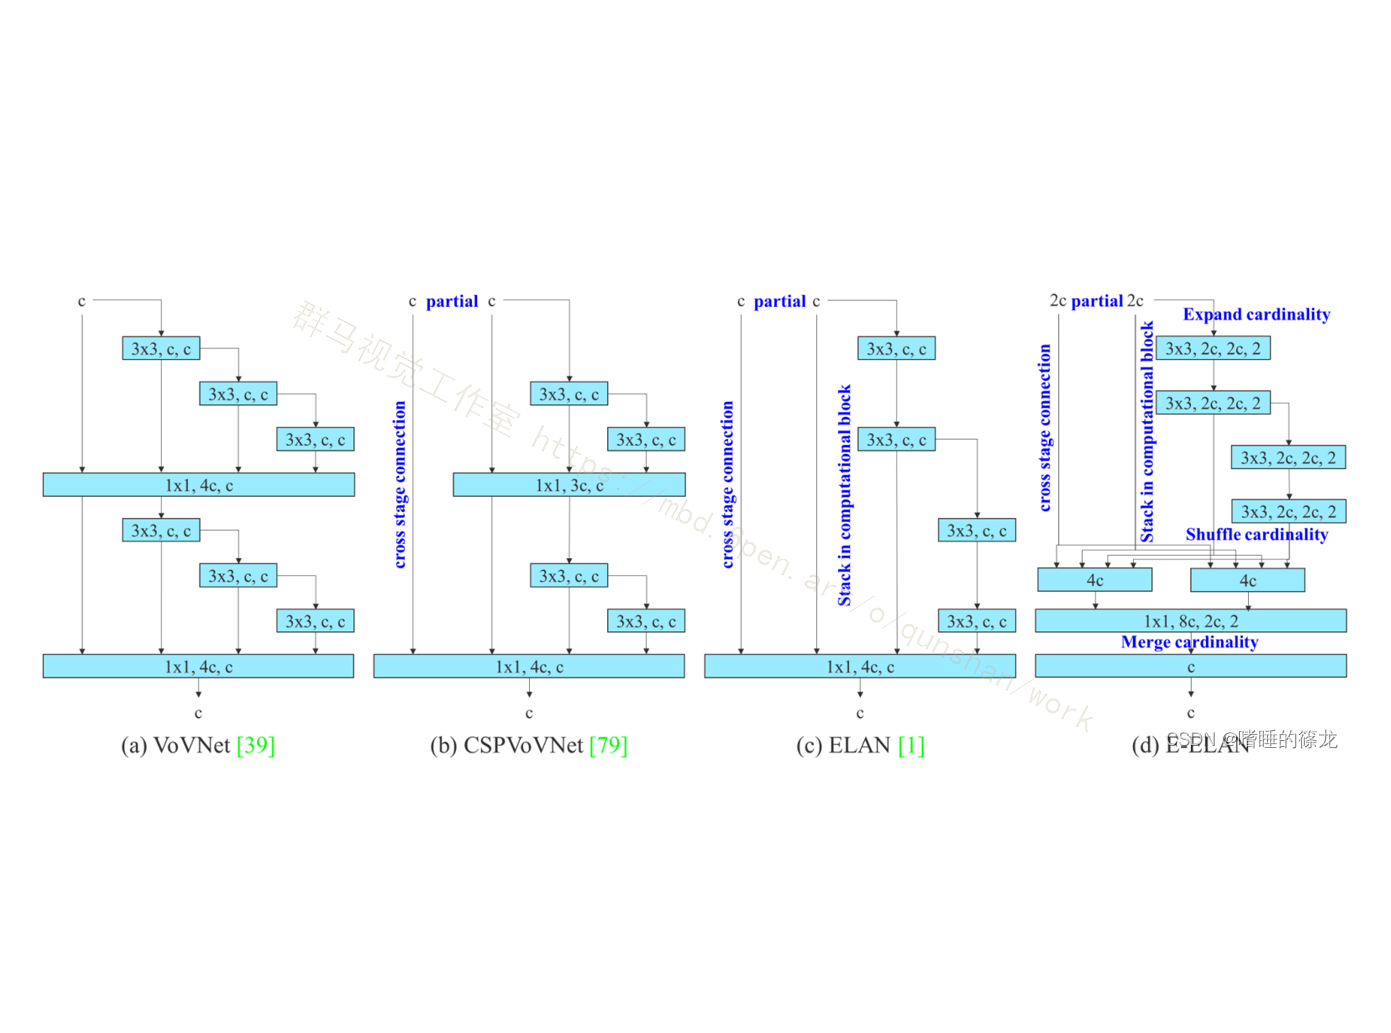 c
3x3, c, c
3x3, c, c
3x3, c, c
1x1, 4c, c
3x3, c, c
3x3, c, c
3x3, c, c
1x1, 4c, c
c
(a) VoVNet [39]
c partial c
cross stage connection
3x3, c, c
3x3, c, c
1x1, 3c, c
3x3, c, c
3x3, c, c
1x1, 4c, c
c
(b) CSPVoVNet [79]
c partial c
cross stage connection
Stack in computational block
3x3, c, c
3x3, c, c
3x3, c, c
3x3, c, c
1x1, 4c, c
c
(c) ELAN [1]
2c partial 2c
Expand cardinality
cross stage connection
Stack in computational block
3x3, 2c, 2c, 2
3x3, 2c, 2c, 2
3x3, 2c, 2c, 2
3x3, 2c, 2c, 2
Shuffle cardinality
4c
4c
1x1, 8c, 2c, 2
Merge cardinality
c
c
(d) E-ELAN
CSDN @嗜睡的篠龙
群马视觉工作室 https://mbd.open.art/o/qunshan/work